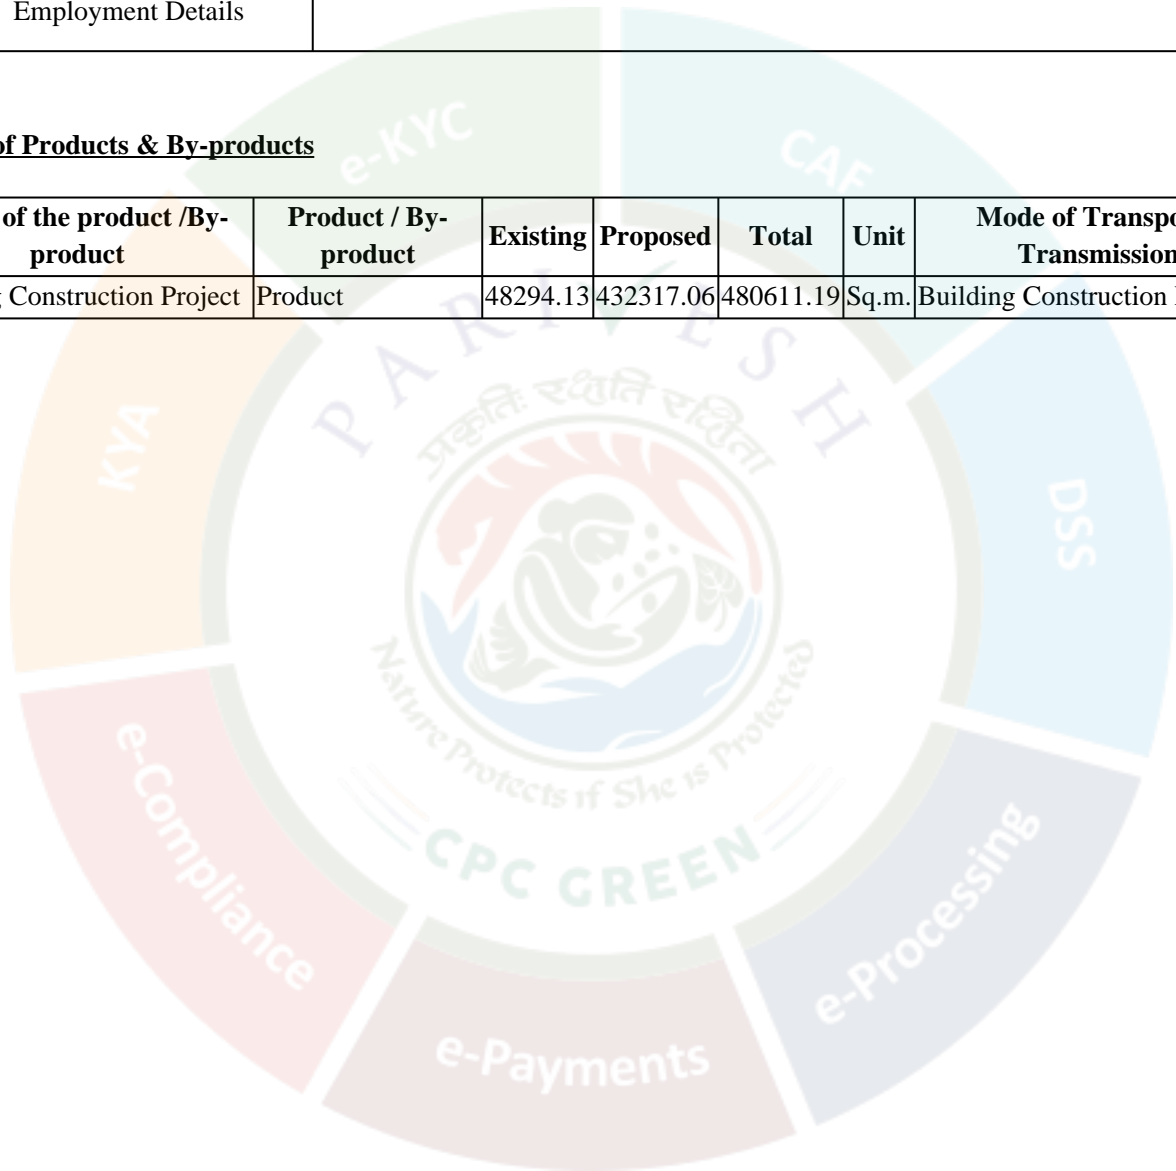 Employment Details
of Products & By-products
of the product /By-product Product / By-product Existing Proposed Total Unit Mode of Transpo Transmission
Construction Project Product 48294.13 432317.06 480611.19 Sq.m. Building Construction
e-KYC
CAF
KYA
DSS
PARIVESH
प्रकृतिः रक्षति रक्षिता
Nature Protects if She is Protected
CPC GREEN
e-Compliance
e-Processing
e-Payments